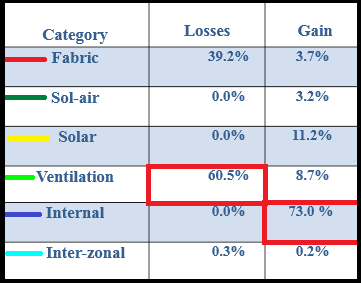 Category Losses Gain
Fabric 39.2% 3.7%
Sol-air 0.0% 3.2%
Solar 0.0% 11.2%
Ventilation 60.5% 8.7%
Internal 0.0% 73.0 %
Inter-zonal 0.3% 0.2%